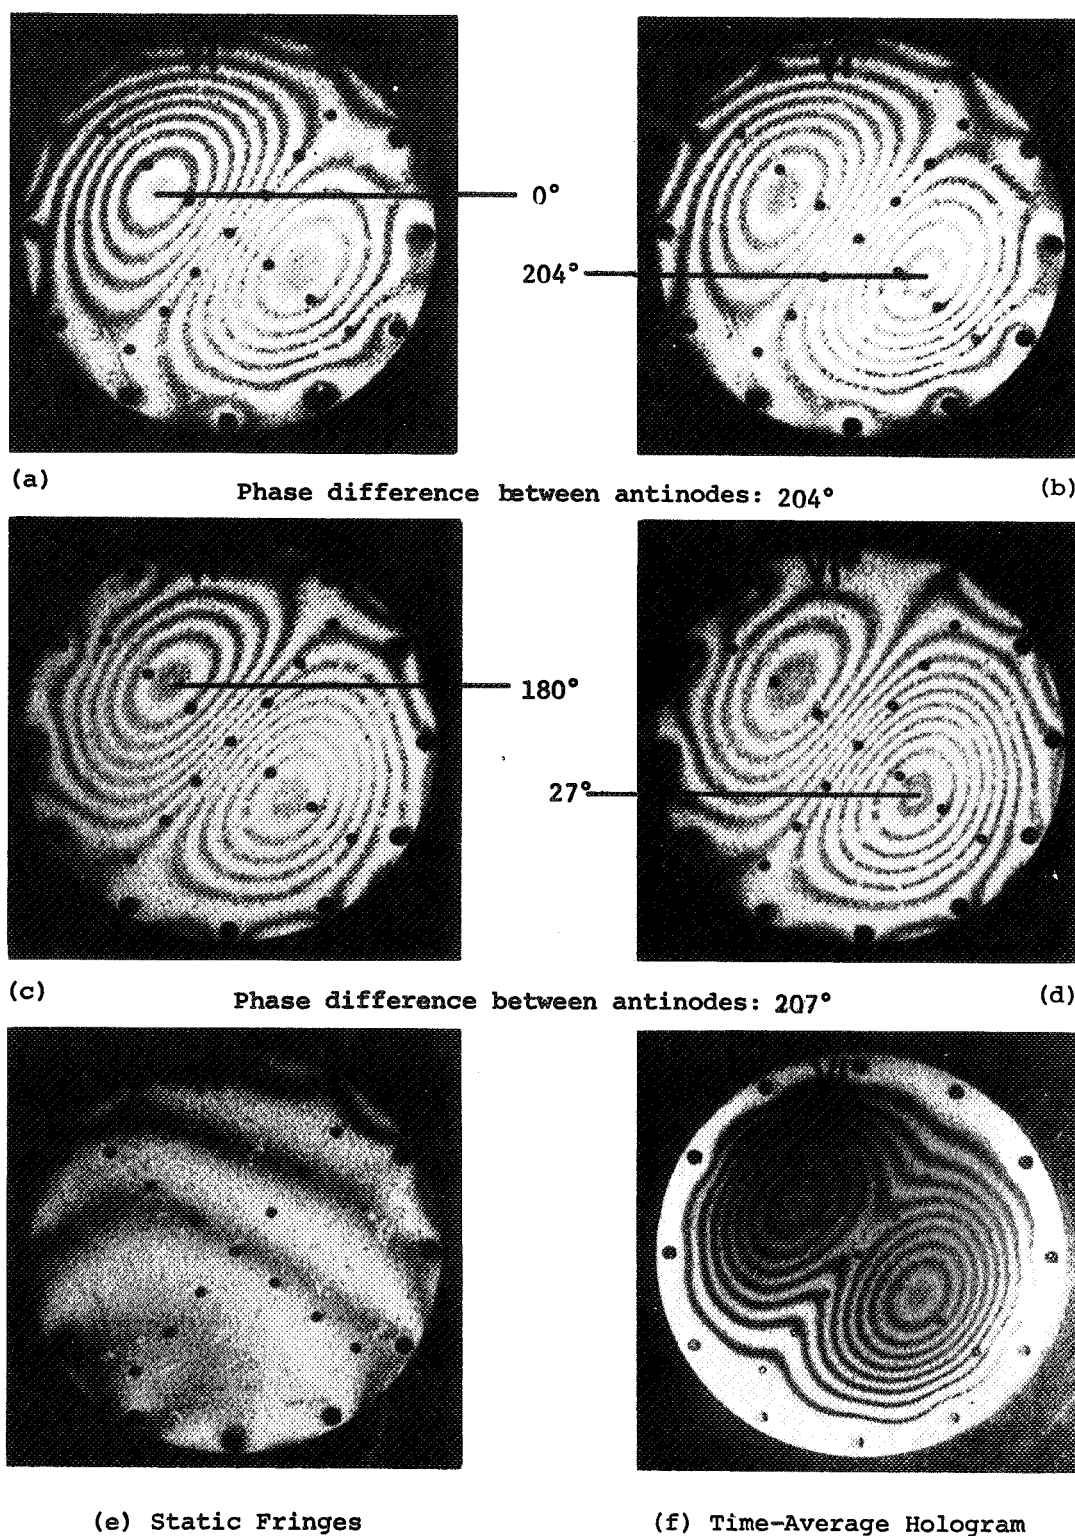 0°
204°
(a)
Phase difference between antinodes: 204°
(b)
180°
27°
(c)
Phase difference between antinodes: 207°
(d)
(e) Static Fringes
(f) Time-Average Hologram